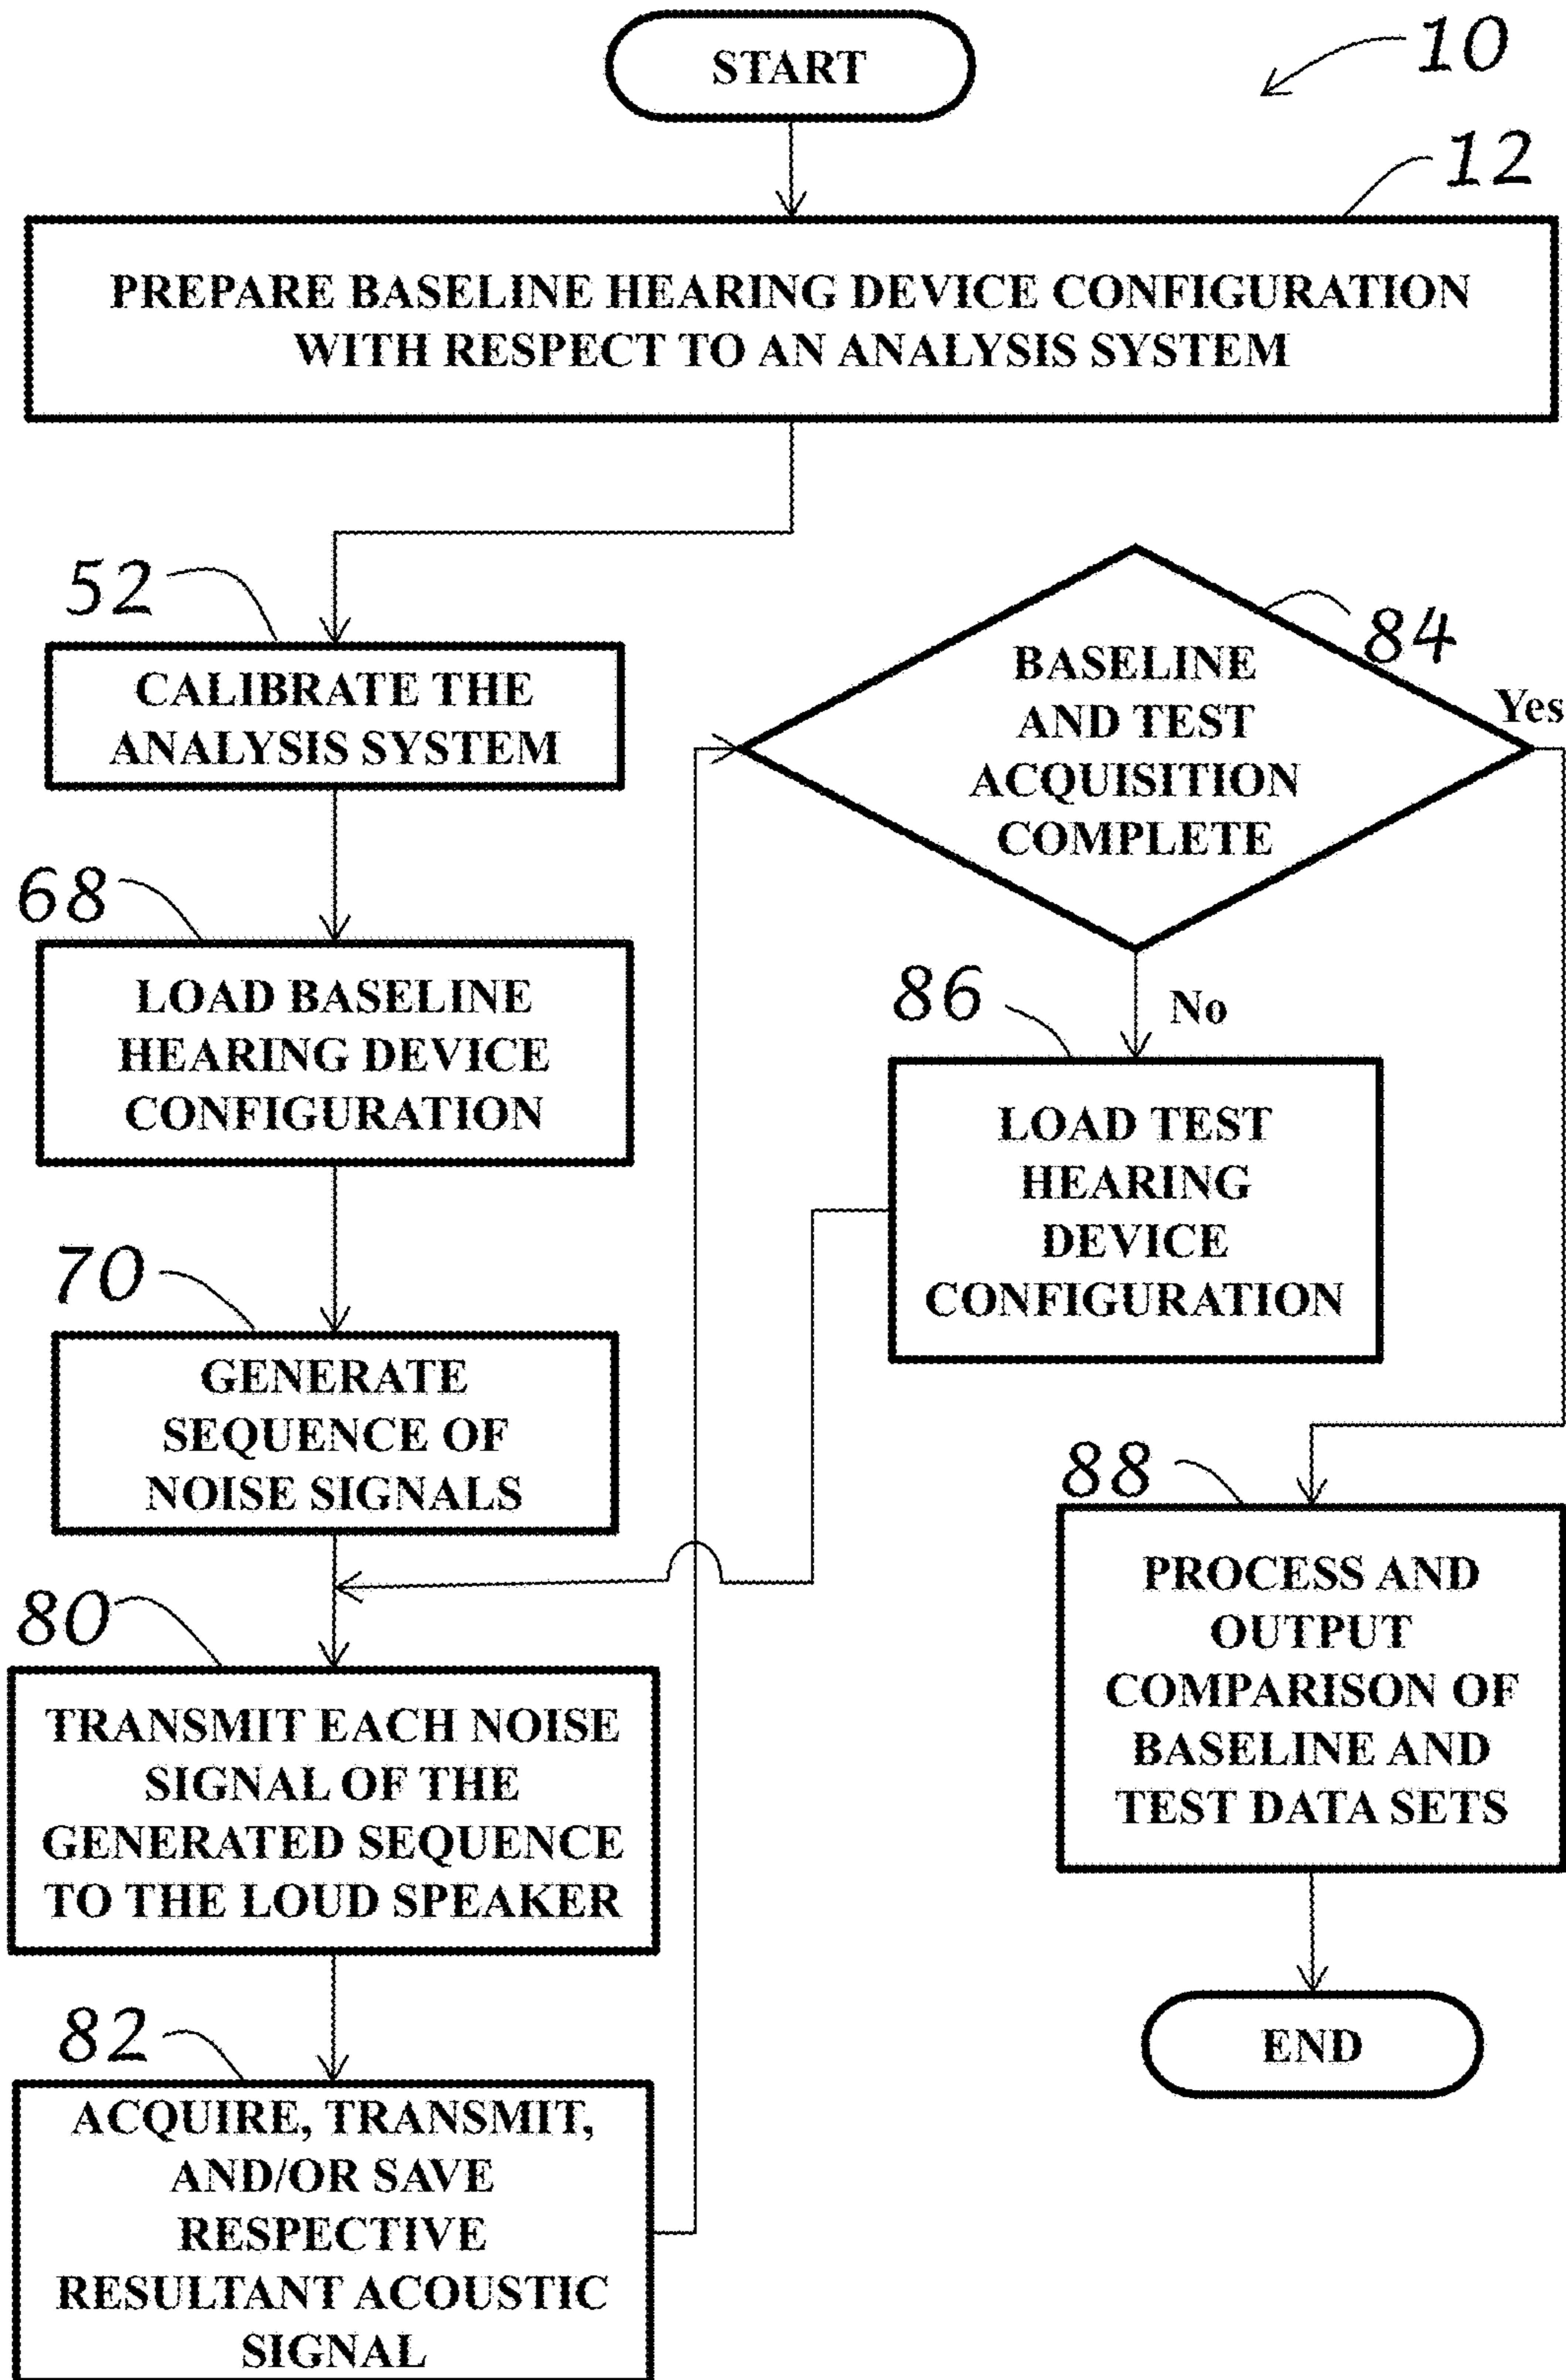 START
10
12
PREPARE BASELINE HEARING DEVICE CONFIGURATION
WITH RESPECT TO AN ANALYSIS SYSTEM
52
CALIBRATE THE
ANALYSIS SYSTEM
68
LOAD BASELINE
HEARING DEVICE
CONFIGURATION
70
GENERATE
SEQUENCE OF
NOISE SIGNALS
80
TRANSMIT EACH NOISE
SIGNAL OF THE
GENERATED SEQUENCE
TO THE LOUD SPEAKER
82
ACQUIRE, TRANSMIT,
AND/OR SAVE
RESPECTIVE
RESULTANT ACOUSTIC
SIGNAL
84
BASELINE
AND TEST
ACQUISITION
COMPLETE
Yes
No
86
LOAD TEST
HEARING
DEVICE
CONFIGURATION
88
PROCESS AND
OUTPUT
COMPARISON OF
BASELINE AND
TEST DATA SETS
END